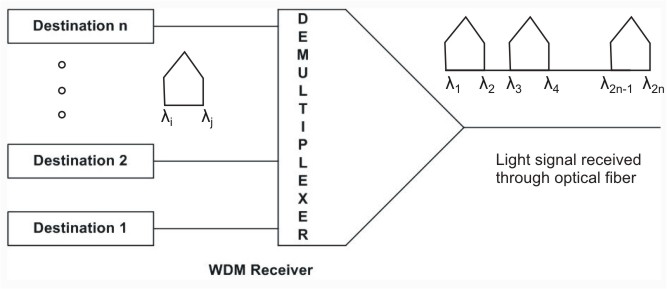 Destination n
DEMULTIPLEXER
λi λj
λ1 λ2 λ3 λ4 λ2n-1 λ2n
Destination 2
Light signal received
through optical fiber
Destination 1
WDM Receiver